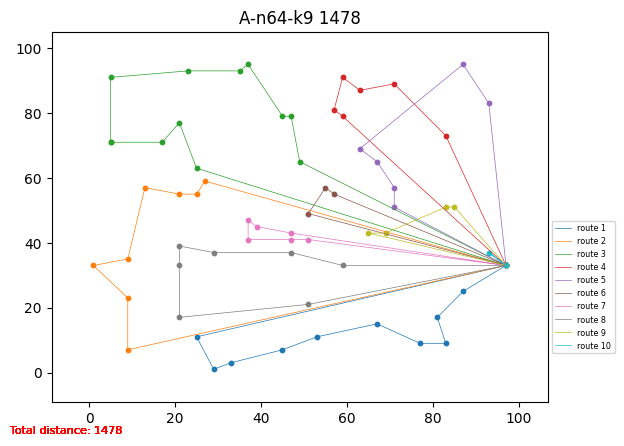 A-n64-k9 1478
100
80
60
40
20
0
0 20 40 60 80 100
route 1
route 2
route 3
route 4
route 5
route 6
route 7
route 8
route 9
route 10
Total distance: 1478